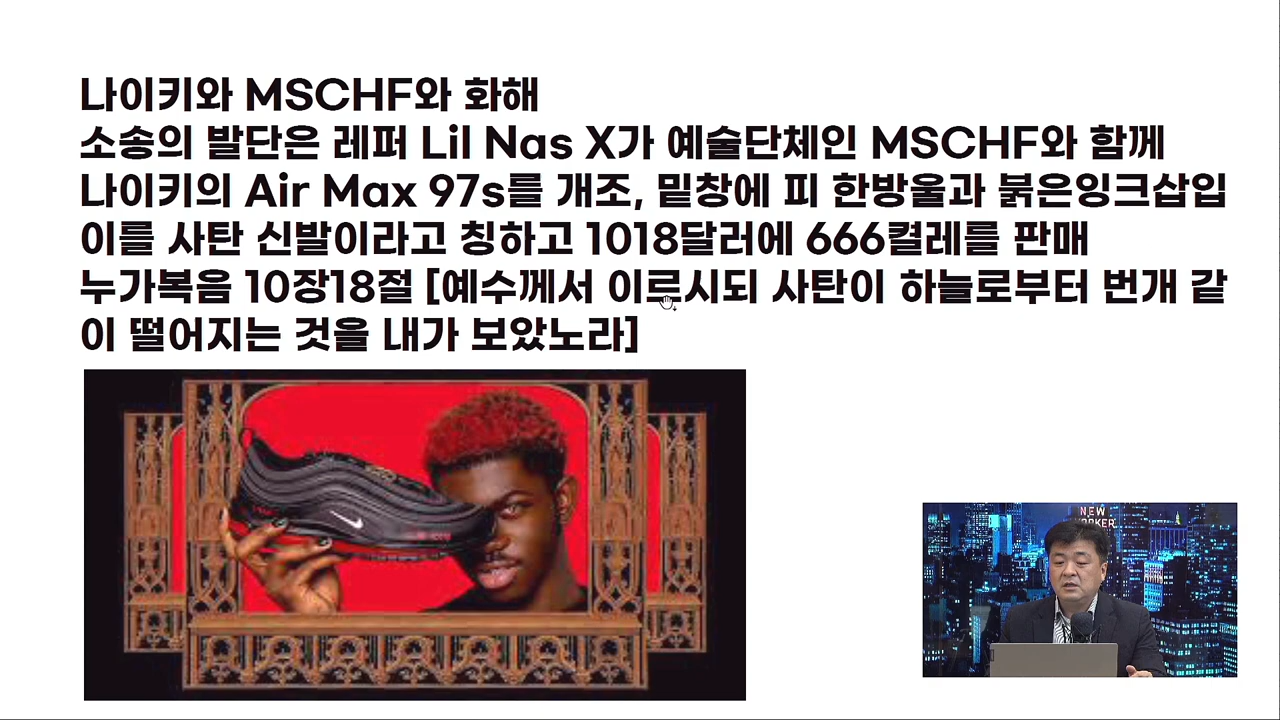 나이키와 MSCHF와 화해
소송의 발단은 레퍼 Lil Nas X가 예술단체인 MSCHF와 함께
나이키의 Air Max 97s를 개조, 밑창에 피 한방울과 붉은잉크삽입
이를 사탄 신발이라고 칭하고 1018달러에 666켤레를 판매
누가복음 10장18절 [예수께서 이르시되 사탄이 하늘로부터 번개 같
이 떨어지는 것을 내가 보았노라]
NEW
YORKER